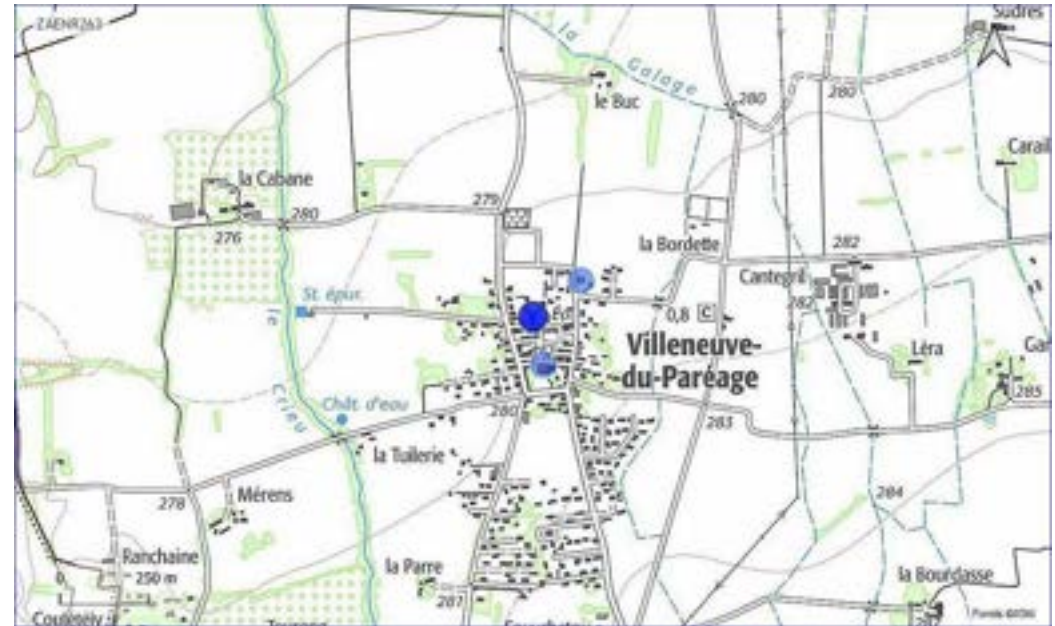 ZAENR263
Sudres
la
Galage
le Buc
280
280
Carail
la Cabane
279
280
276
la Bordette
282
Cantegril
282
St. épur.
le
Crieu
0,8
C
Villeneuve-
du-Paréage
Léra
Gar
285
Chât. d'eau
280
283
la Tuilerie
278
Mérens
284
Ranchaine
250 m
la Parre
287
la Bourdasse